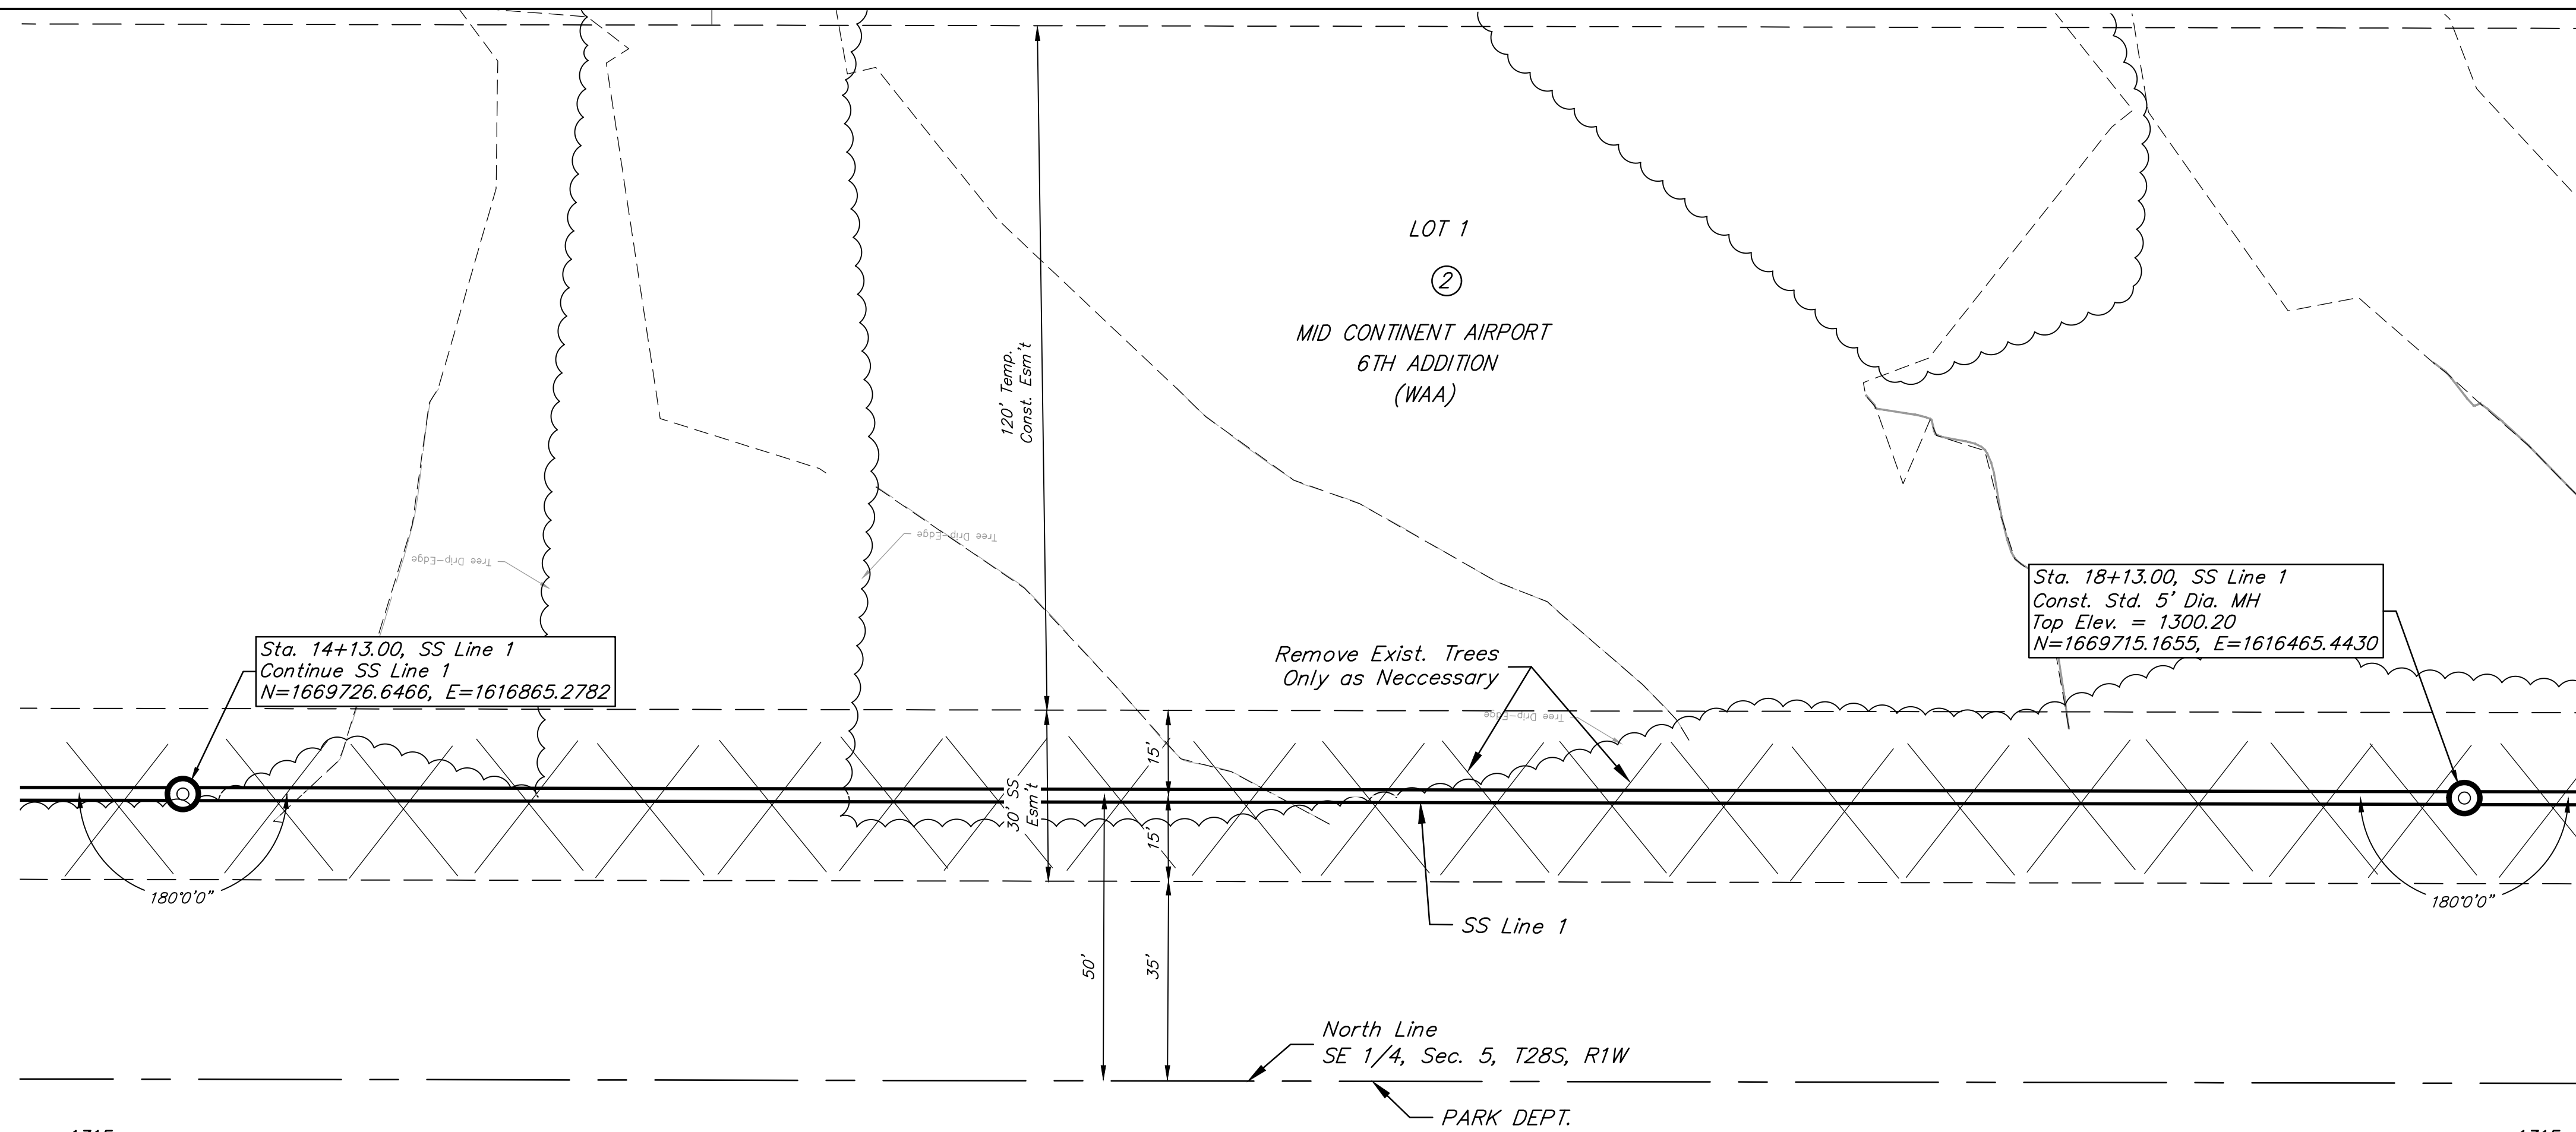 LOT 1
2
MID CONTINENT AIRPORT
6TH ADDITION
(WAA)
120' Temp.
Const. Esm't
Tree Drip-Edge
Tree Drip-Edge
Sta. 14+13.00, SS Line 1
Continue SS Line 1
N=1669726.6466, E=1616865.2782
Sta. 18+13.00, SS Line 1
Const. Std. 5' Dia. MH
Top Elev. = 1300.20
N=1669715.1655, E=1616465.4430
Remove Exist. Trees
Only as Neccessary
Tree Drip-Edge
15'
30' SS
Esm't
15'
180°0'0"
180°0'0"
SS Line 1
50'
35'
North Line
SE 1/4, Sec. 5, T28S, R1W
PARK DEPT.